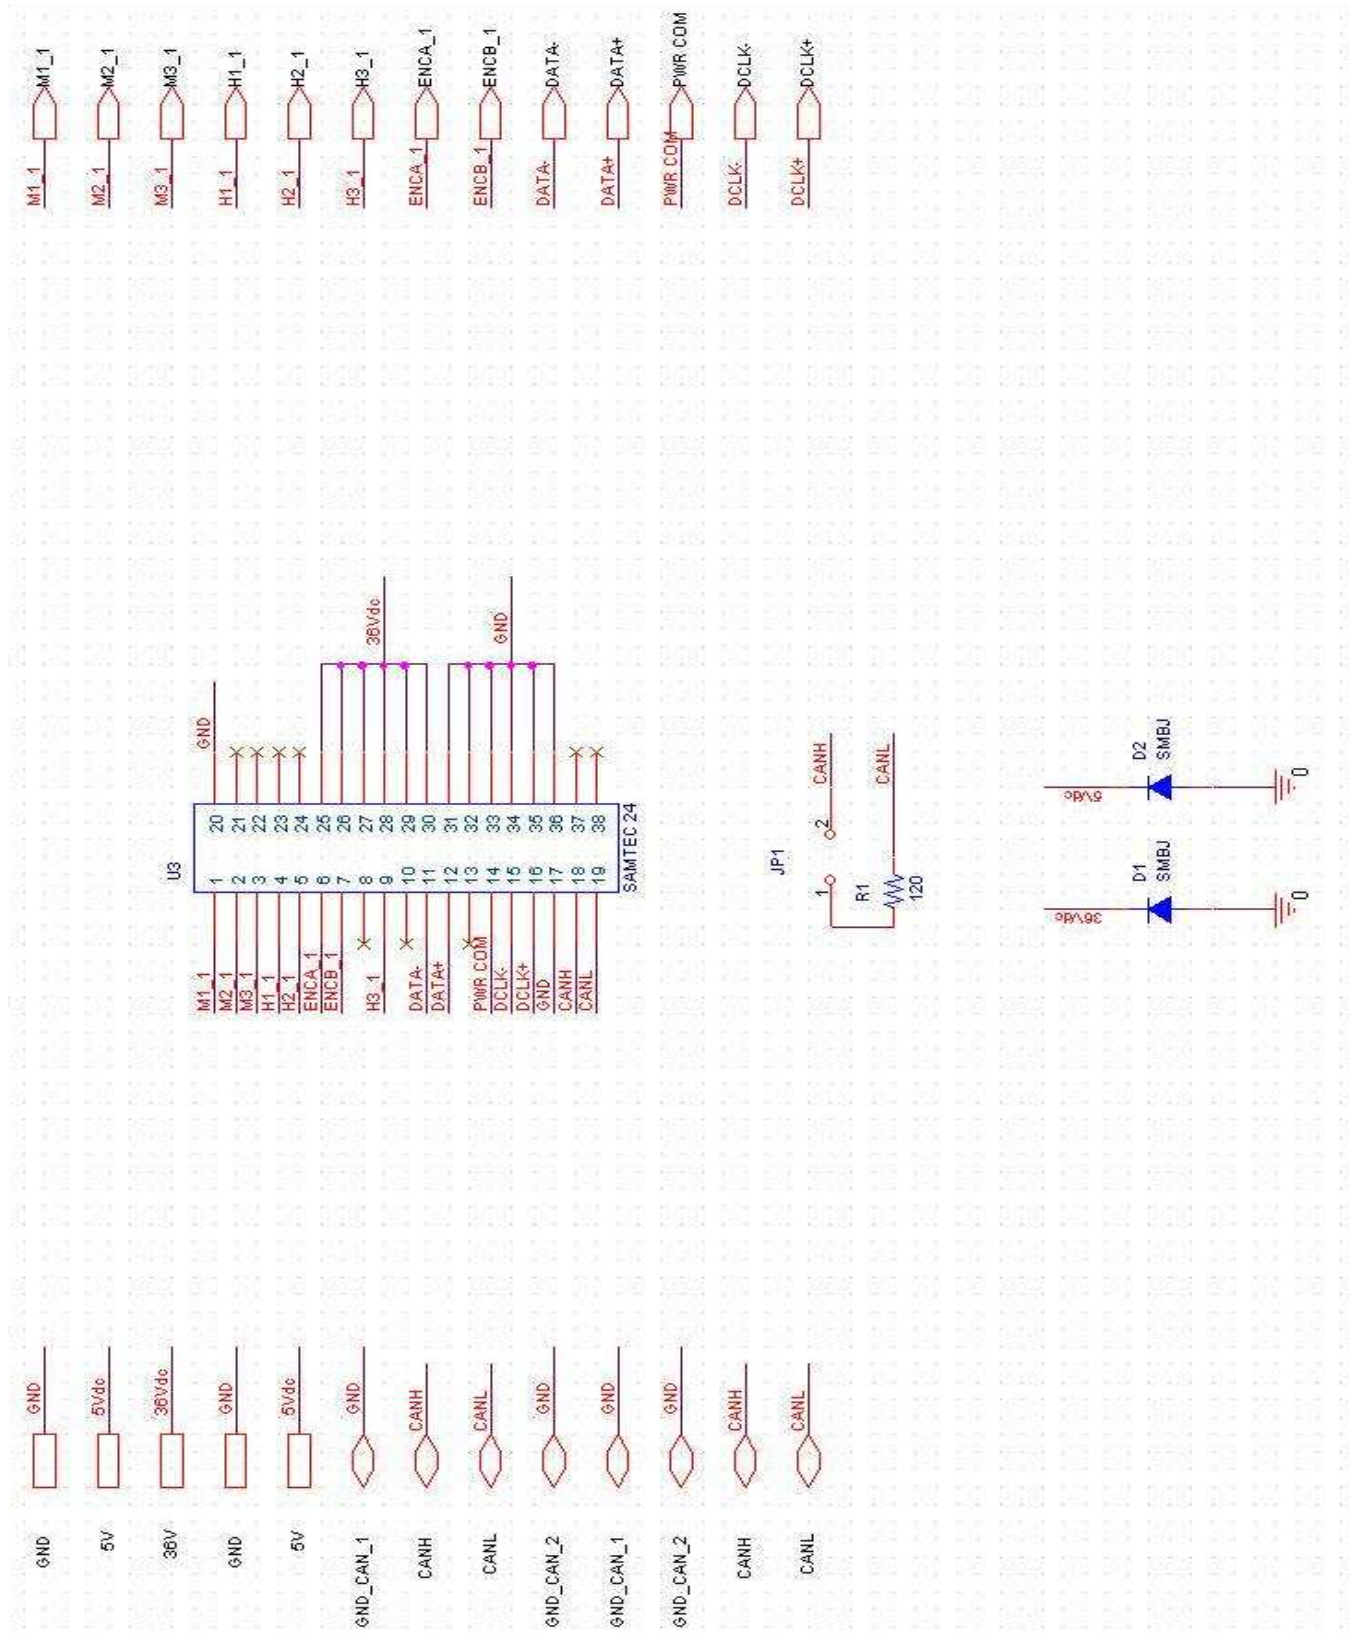 GND GND
5V 5Vdc
36V 36Vdc
GND GND
5V 5Vdc
GND_CAN_1 GND
CANH CANH
CANL CANL
GND_CAN_2 GND
GND_CAN_1 GND
GND_CAN_2 GND
CANH CANH
CANL CANL
U3
M1_1 1 20 GND
M2_1 2 21
M3_1 3 22
H1_1 4 23
H2_1 5 24
ENCA_1 6 25
ENCB_1 7 26
8 27
H3_1 9 28 36Vdc
10 29
DATA- 11 30
DATA+ 12 31
13 32
PWR COM 14 33
DCLK- 15 34 GND
DCLK+ 16 35
GND 17 36
CANH 18 37
CANL 19 38
SAMTEC 24
JP1
1 2 CANH
R1 CANL
120
36Vdc 5Vdc
D1 D2
SMBJ SMBJ
0 0
M1_1 M1_1
M2_1 M2_1
M3_1 M3_1
H1_1 H1_1
H2_1 H2_1
H3_1 H3_1
ENCA_1 ENCA_1
ENCB_1 ENCB_1
DATA- DATA-
DATA+ DATA+
PWR COM PWR COM
DCLK- DCLK-
DCLK+ DCLK+